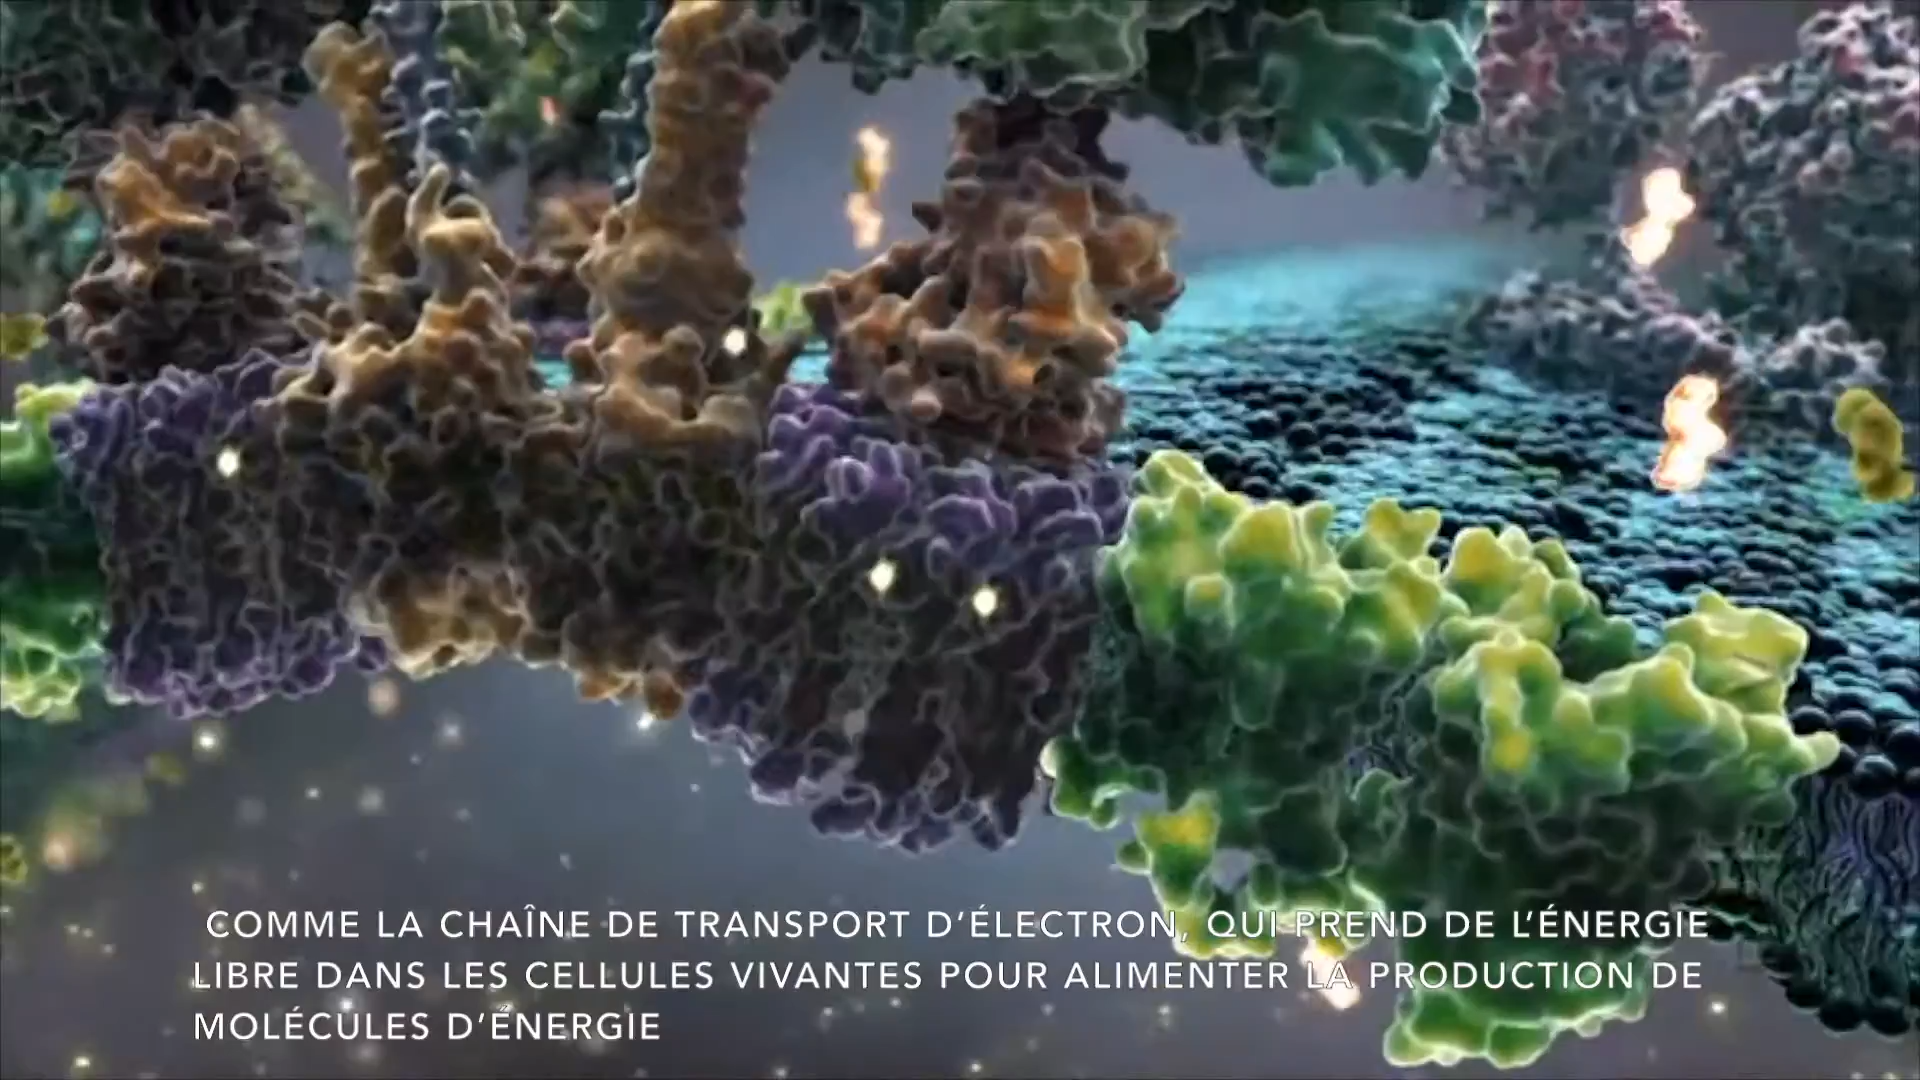 COMME LA CHAÎNE DE TRANSPORT D’ÉLECTRON, QUI PREND DE L’ÉNERGIE
LIBRE DANS LES CELLULES VIVANTES POUR ALIMENTER LA PRODUCTION DE
MOLÉCULES D’ÉNERGIE